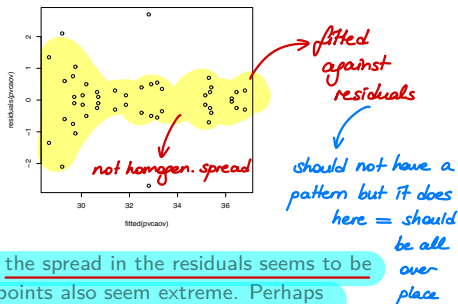 2
1
0
-1
-2
residuals(pvcaov)
30
32
34
36
fitted(pvcaov)
not homogen. spread
fitted
against
residuals
should not have a
pattern but it does
here = should
be all
over
place
the spread in the residuals seems to be
points also seem extreme. Perhaps